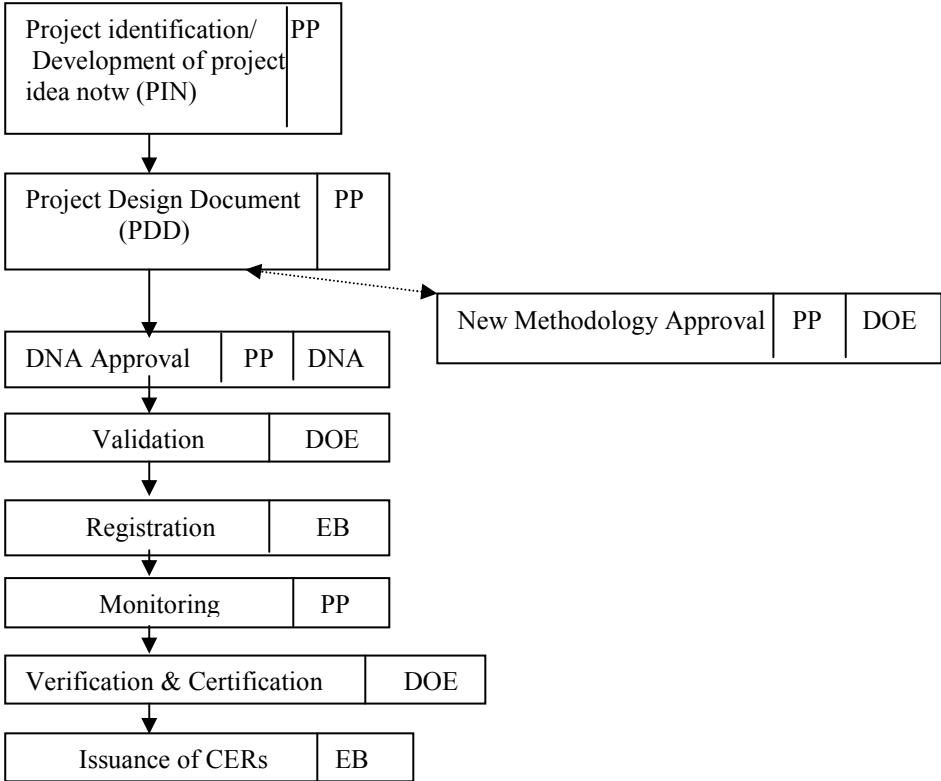 Project identification/ PP
Development of project
idea notw (PIN)
Project Design Document PP
(PDD)
New Methodology Approval PP DOE
DNA Approval PP DNA
Validation DOE
Registration EB
Monitoring PP
Verification & Certification DOE
Issuance of CERs EB